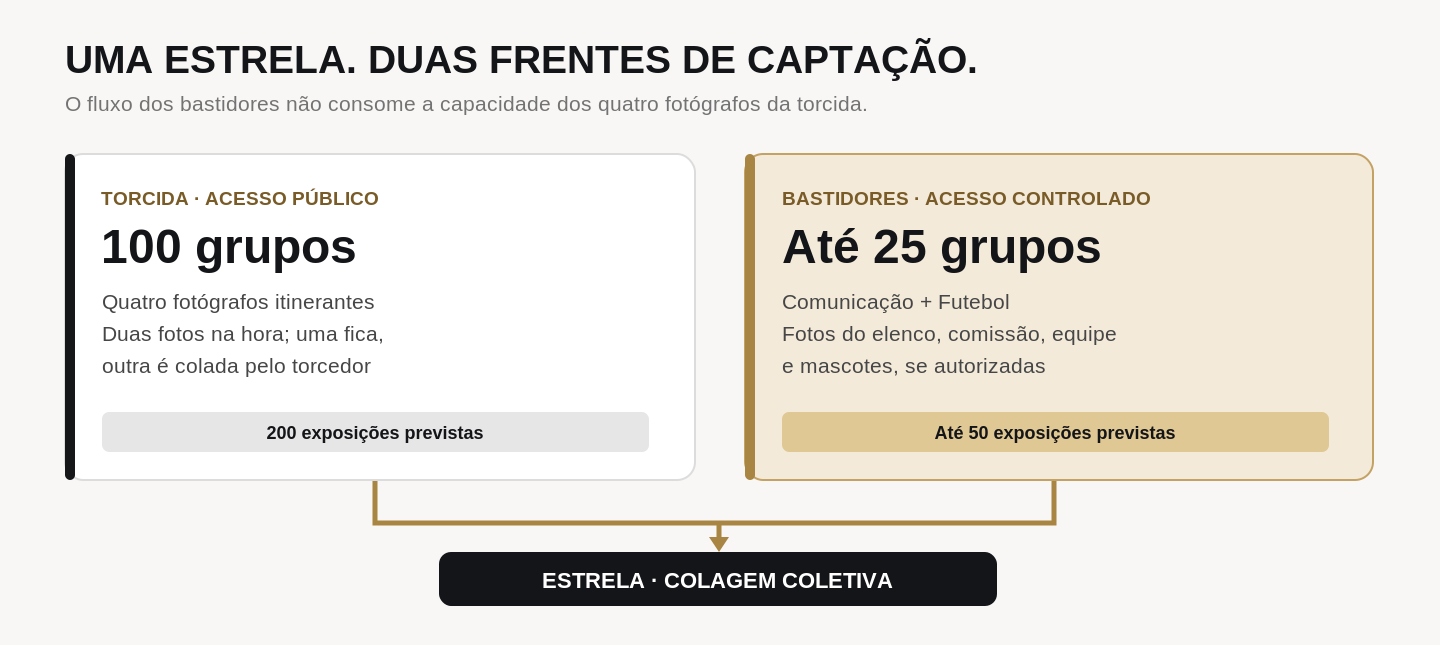 UMA ESTRELA. DUAS FRENTES DE CAPTAÇÃO.
O fluxo dos bastidores não consome a capacidade dos quatro fotógrafos da torcida.
TORCIDA · ACESSO PÚBLICO
100 grupos
Quatro fotógrafos itinerantes
Duas fotos na hora; uma fica,
outra é colada pelo torcedor
200 exposições previstas
BASTIDORES · ACESSO CONTROLADO
Até 25 grupos
Comunicação + Futebol
Fotos do elenco, comissão, equipe
e mascotes, se autorizadas
Até 50 exposições previstas
ESTRELA · COLAGEM COLETIVA